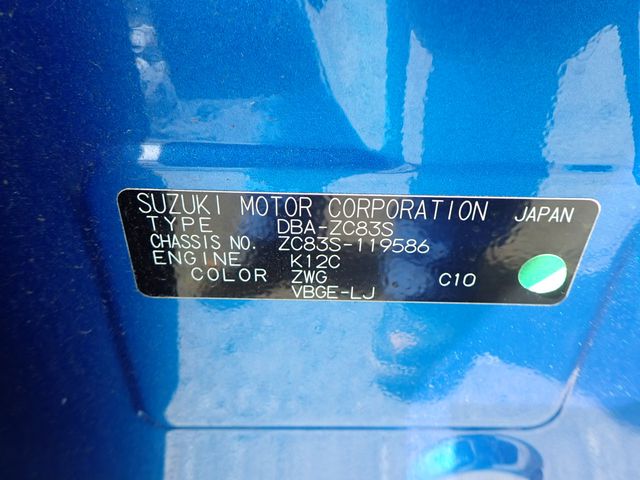 SUZUKI MOTOR CORPORATION JAPAN
TYPE DBA-ZC83S
CHASSIS NO. ZC83S-119586
ENGINE K12C
COLOR ZWG C10
VBGE-LJ